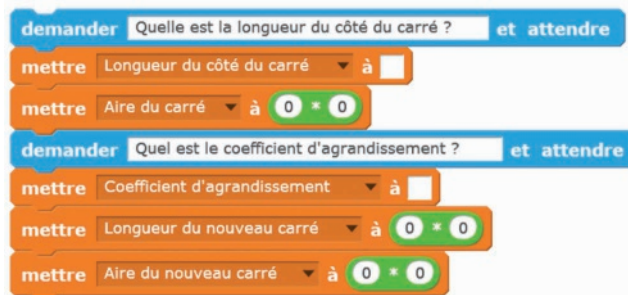 demander Quelle est la longueur du côté du carré ? et attendre
mettre Longueur du côté du carré à
mettre Aire du carré à 0 * 0
demander Quel est le coefficient d'agrandissement ? et attendre
mettre Coefficient d'agrandissement à
mettre Longueur du nouveau carré à 0 * 0
mettre Aire du nouveau carré à 0 * 0